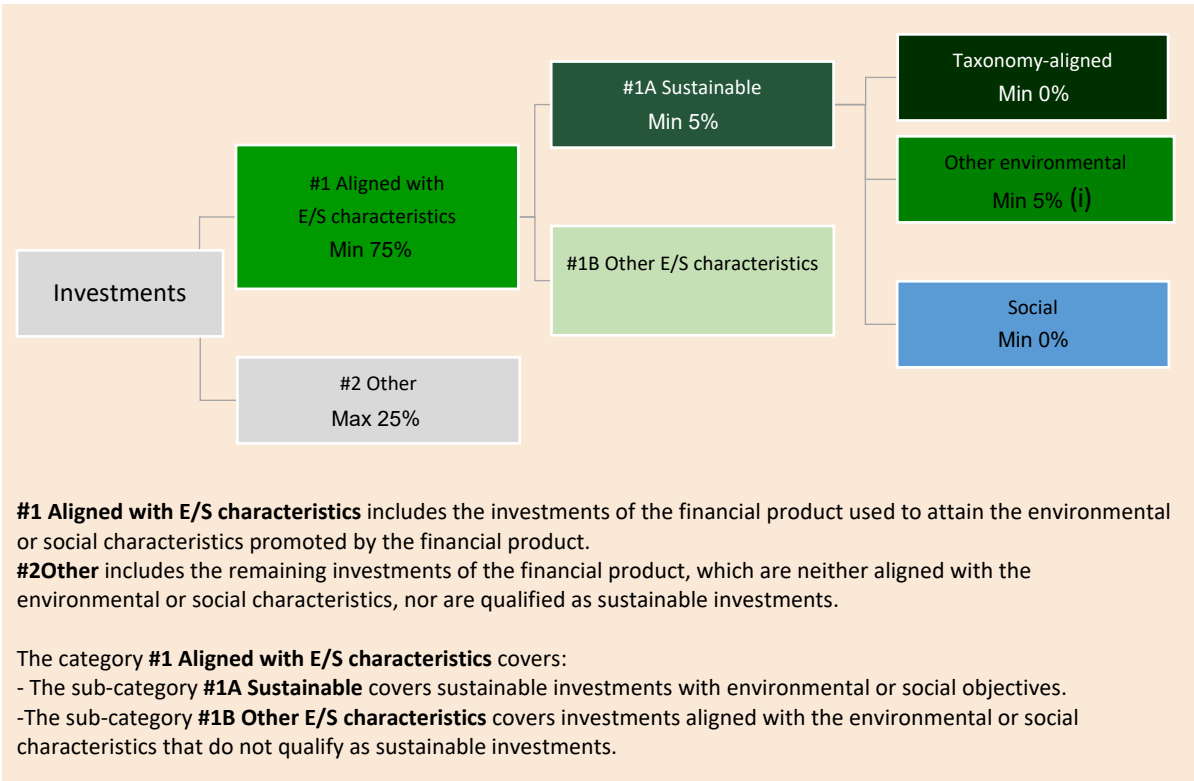 Investments
#1 Aligned with
E/S characteristics
Min 75%
#2 Other
Max 25%
#1A Sustainable
Min 5%
#1B Other E/S characteristics
Taxonomy-aligned
Min 0%
Other environmental
Min 5% (i)
Social
Min 0%
#1 Aligned with E/S characteristics includes the investments of the financial product used to attain the environmental
or social characteristics promoted by the financial product.
#2Other includes the remaining investments of the financial product, which are neither aligned with the
environmental or social characteristics, nor are qualified as sustainable investments.
The category #1 Aligned with E/S characteristics covers:
- The sub-category #1A Sustainable covers sustainable investments with environmental or social objectives.
-The sub-category #1B Other E/S characteristics covers investments aligned with the environmental or social
characteristics that do not qualify as sustainable investments.